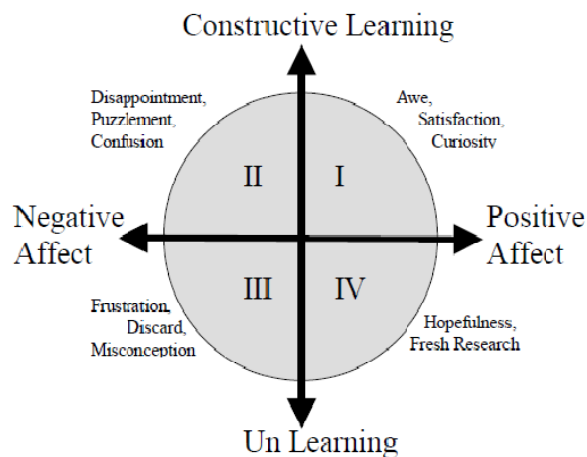 Constructive Learning
Disappointment,
Puzzlement,
Confusion
Awe,
Satisfaction,
Curiosity
II
I
Negative
Affect
Positive
Affect
III
IV
Frustration,
Discard,
Misconception
Hopefulness,
Fresh Research
Un Learning